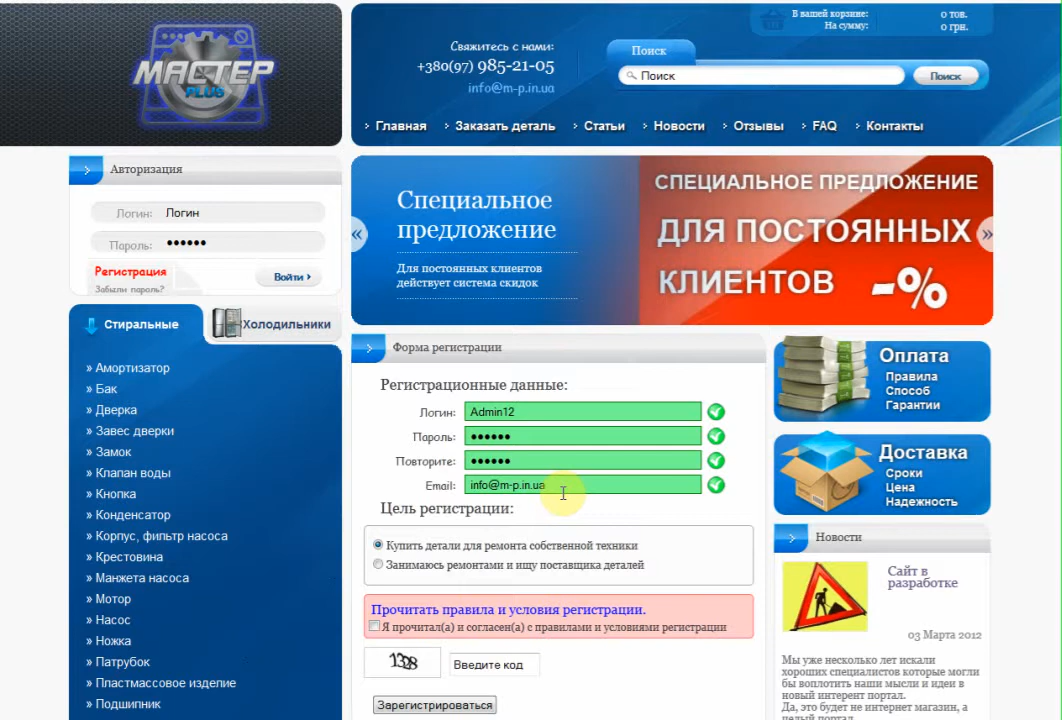 МАСТЕР
PLUS
Свяжитесь с нами:
+380(97) 985-21-05
info@m-p.in.ua
В вашей корзине: 0 тов.
На сумму: 0 грн.
Поиск
Поиск
Поиск
Главная
Заказать деталь
Статьи
Новости
Отзывы
FAQ
Контакты
Авторизация
Логин: Логин
Пароль: ••••••
Регистрация
Войти
Забыли пароль?
Специальное
предложение
Для постоянных клиентов
действует система скидок
СПЕЦИАЛЬНОЕ ПРЕДЛОЖЕНИЕ
ДЛЯ ПОСТОЯННЫХ
КЛИЕНТОВ -%
Стиральные
Холодильники
» Амортизатор
» Бак
» Дверка
» Завес дверки
» Замок
» Клапан воды
» Кнопка
» Конденсатор
» Корпус, фильтр насоса
» Крестовина
» Манжета насоса
» Мотор
» Насос
» Ножка
» Патрубок
» Пластмассовое изделие
» Подшипник
Форма регистрации
Регистрационные данные:
Логин: Admin12
Пароль: ••••••
Повторите: ••••••
Email: info@m-p.in.ua
Цель регистрации:
Купить детали для ремонта собственной техники
Занимаюсь ремонтами и ищу поставщика деталей
Прочитать правила и условия регистрации.
Я прочитал(а) и согласен(а) с правилами и условиями регистрации
1328
Введите код
Зарегистрироваться
Оплата
Правила
Способ
Гарантии
Доставка
Сроки
Цена
Надежность
Новости
Сайт в
разработке
03 Марта 2012
Мы уже несколько лет искали
хороших специалистов которые могли
бы воплотить наши мысли и идеи в
новый интерент портал.
Да, это будет не интернет магазин, а
целый портал